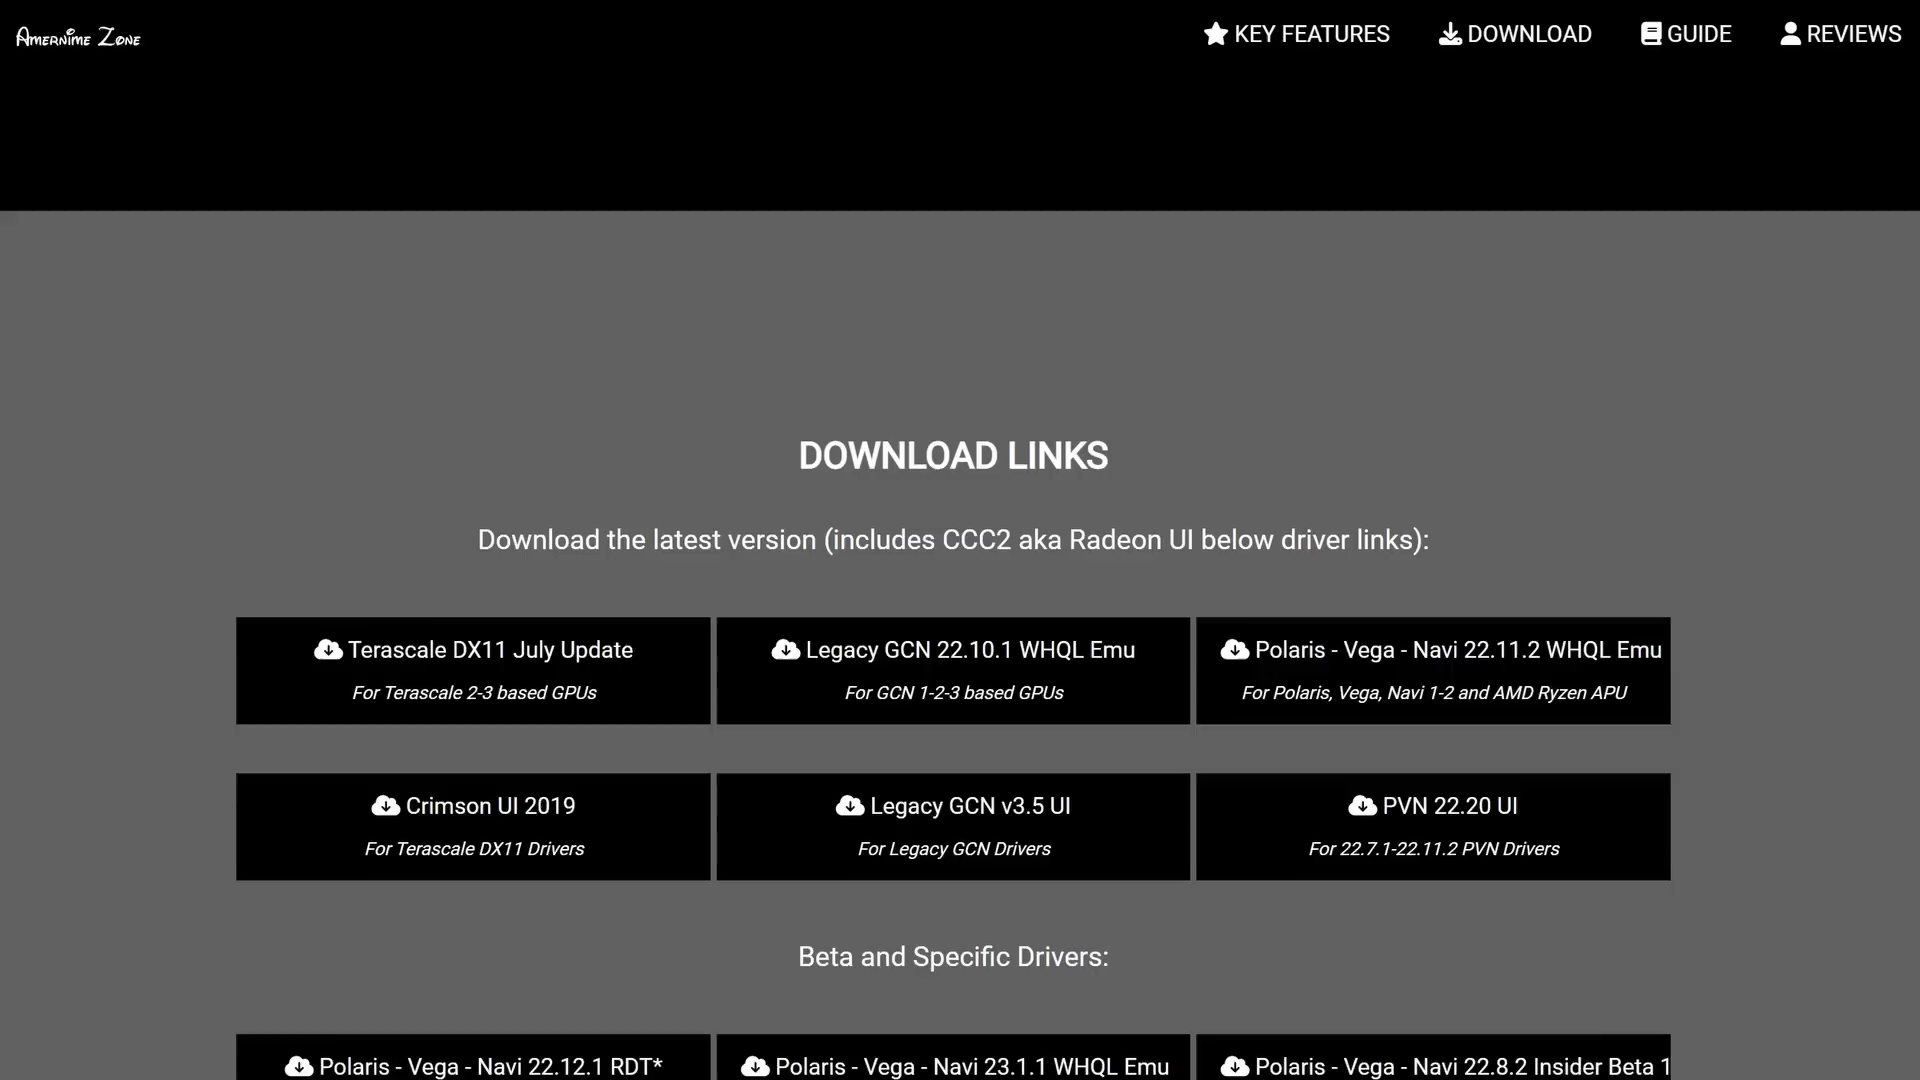 Amernime Zone
KEY FEATURES
DOWNLOAD
GUIDE
REVIEWS
DOWNLOAD LINKS
Download the latest version (includes CCC2 aka Radeon UI below driver links):
Terascale DX11 July Update
For Terascale 2-3 based GPUs
Legacy GCN 22.10.1 WHQL Emu
For GCN 1-2-3 based GPUs
Polaris - Vega - Navi 22.11.2 WHQL Emu
For Polaris, Vega, Navi 1-2 and AMD Ryzen APU
Crimson UI 2019
For Terascale DX11 Drivers
Legacy GCN v3.5 UI
For Legacy GCN Drivers
PVN 22.20 UI
For 22.7.1-22.11.2 PVN Drivers
Beta and Specific Drivers:
Polaris - Vega - Navi 22.12.1 RDT*
Polaris - Vega - Navi 23.1.1 WHQL Emu
Polaris - Vega - Navi 22.8.2 Insider Beta 1